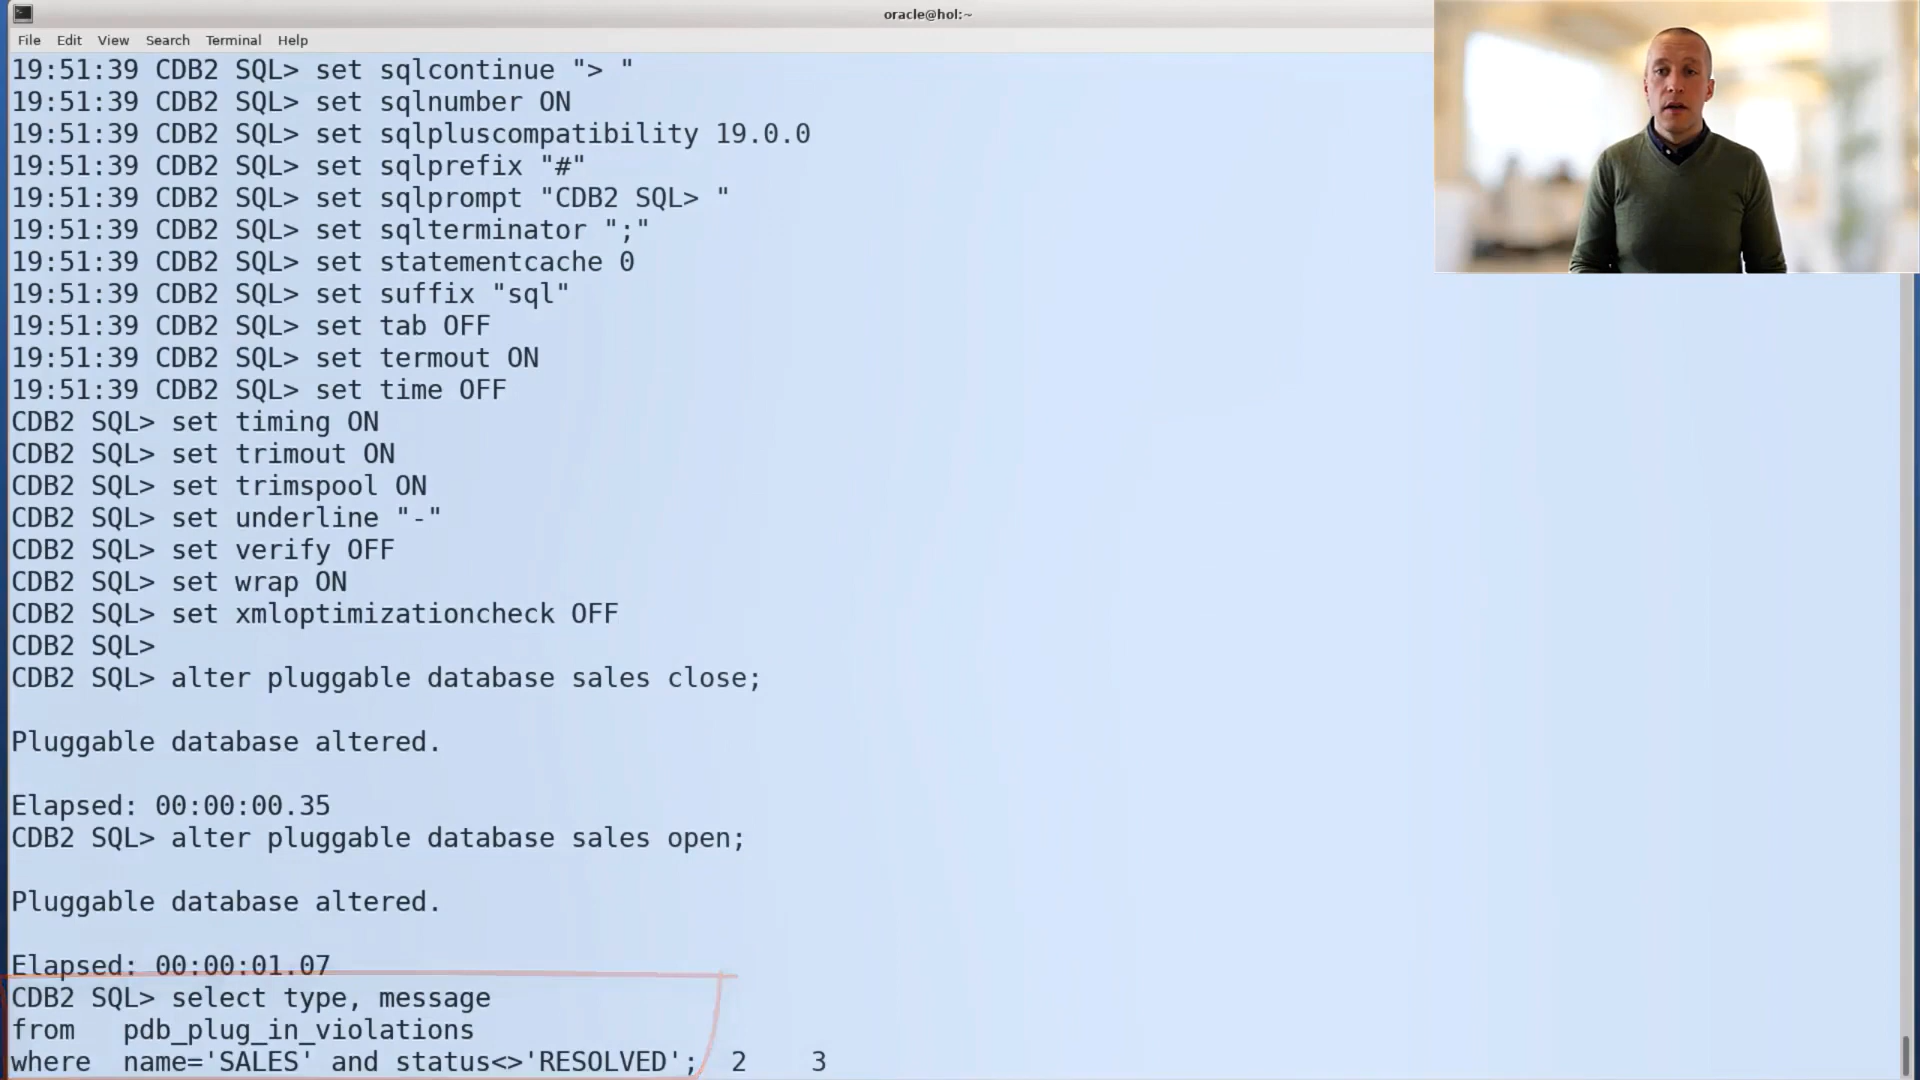 oracle@hol:~
File Edit View Search Terminal Help
19:51:39 CDB2 SQL> set sqlcontinue "> "
19:51:39 CDB2 SQL> set sqlnumber ON
19:51:39 CDB2 SQL> set sqlpluscompatibility 19.0.0
19:51:39 CDB2 SQL> set sqlprefix "#"
19:51:39 CDB2 SQL> set sqlprompt "CDB2 SQL> "
19:51:39 CDB2 SQL> set sqlterminator ";"
19:51:39 CDB2 SQL> set statementcache 0
19:51:39 CDB2 SQL> set suffix "sql"
19:51:39 CDB2 SQL> set tab OFF
19:51:39 CDB2 SQL> set termout ON
19:51:39 CDB2 SQL> set time OFF
CDB2 SQL> set timing ON
CDB2 SQL> set trimout ON
CDB2 SQL> set trimspool ON
CDB2 SQL> set underline "-"
CDB2 SQL> set verify OFF
CDB2 SQL> set wrap ON
CDB2 SQL> set xmloptimizationcheck OFF
CDB2 SQL>
CDB2 SQL> alter pluggable database sales close;
Pluggable database altered.
Elapsed: 00:00:00.35
CDB2 SQL> alter pluggable database sales open;
Pluggable database altered.
Elapsed: 00:00:01.07
CDB2 SQL> select type, message
from   pdb_plug_in_violations
where  name='SALES' and status<>'RESOLVED';  2    3